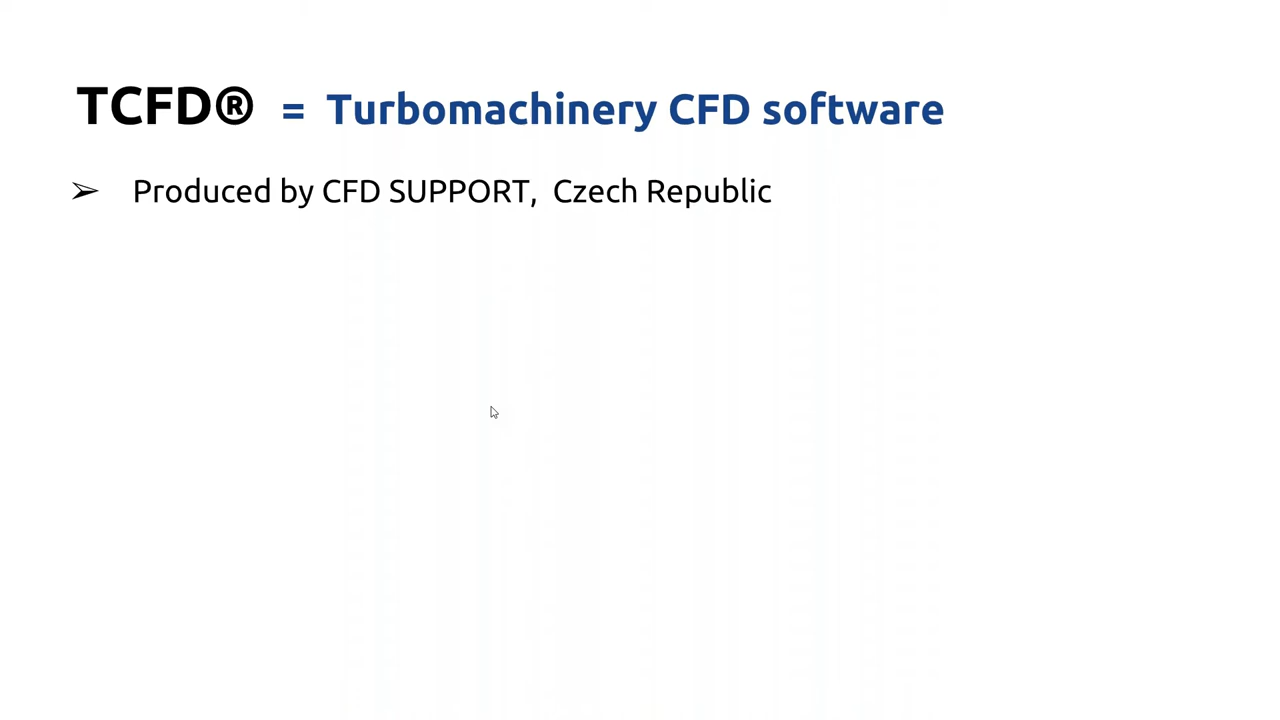 TCFD® = Turbomachinery CFD software
➢ Produced by CFD SUPPORT, Czech Republic